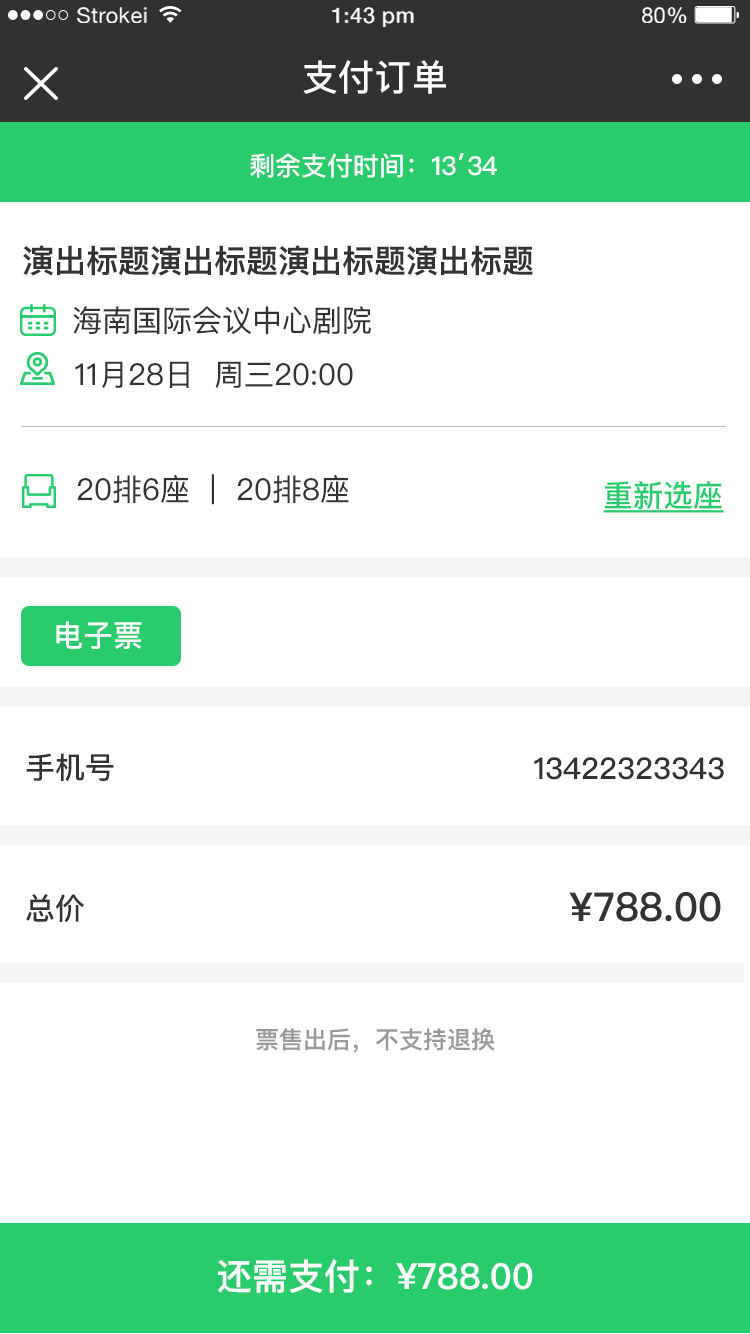 Strokei 1:43 pm 80%
支付订单
剩余支付时间：13′34
演出标题演出标题演出标题演出标题
海南国际会议中心剧院
11月28日 周三20:00
20排6座 | 20排8座 重新选座
电子票
手机号 13422323343
总价 ¥788.00
票售出后，不支持退换
还需支付：¥788.00